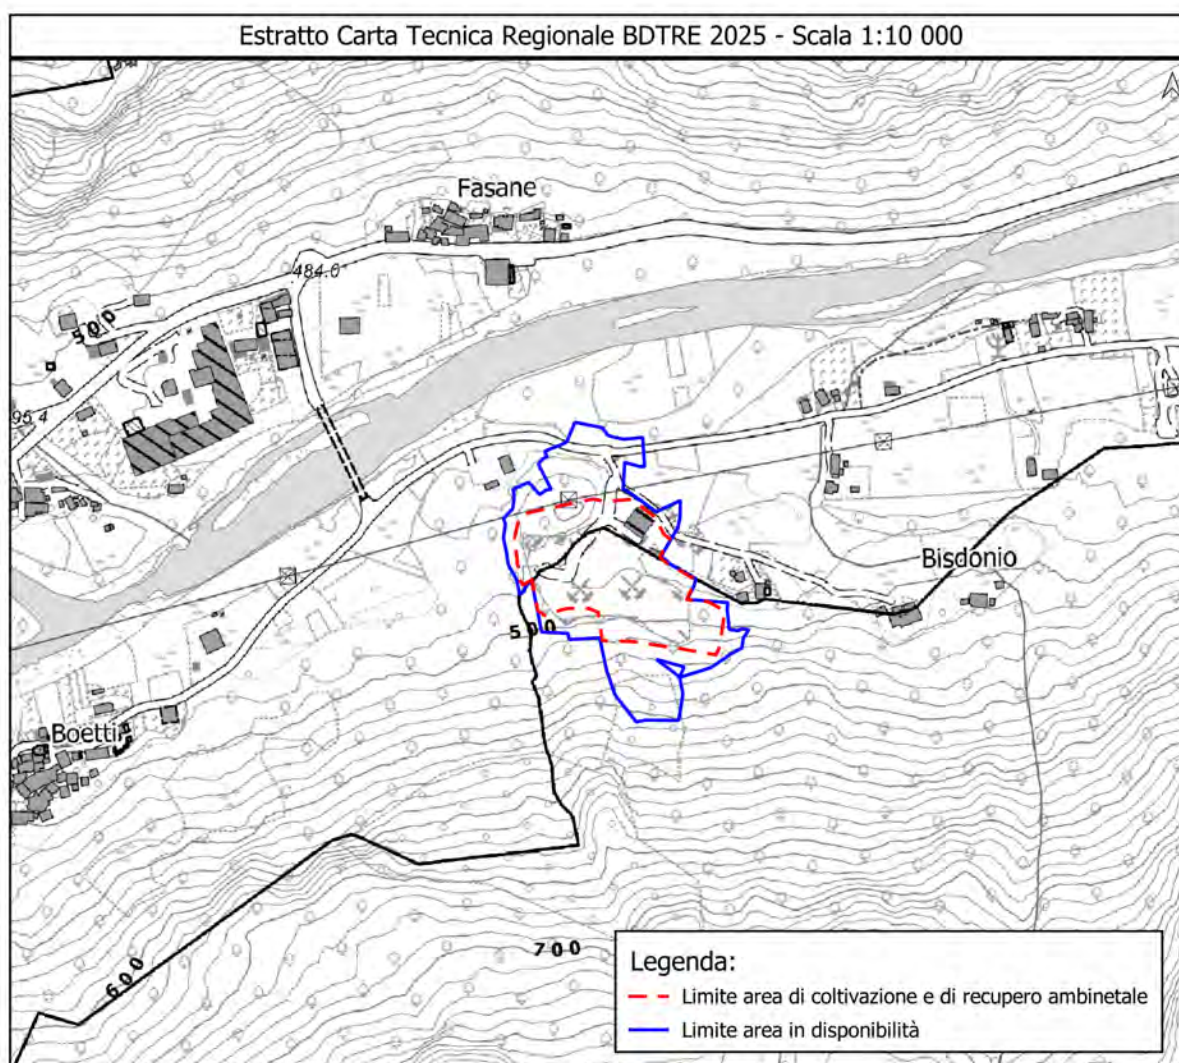 Estratto Carta Tecnica Regionale BDTRE 2025 - Scala 1:10 000
Fasane
484.0
500
95.4
Bisdonio
500
Boetti
700
600
Legenda:
Limite area di coltivazione e di recupero ambinetale
Limite area in disponibilità